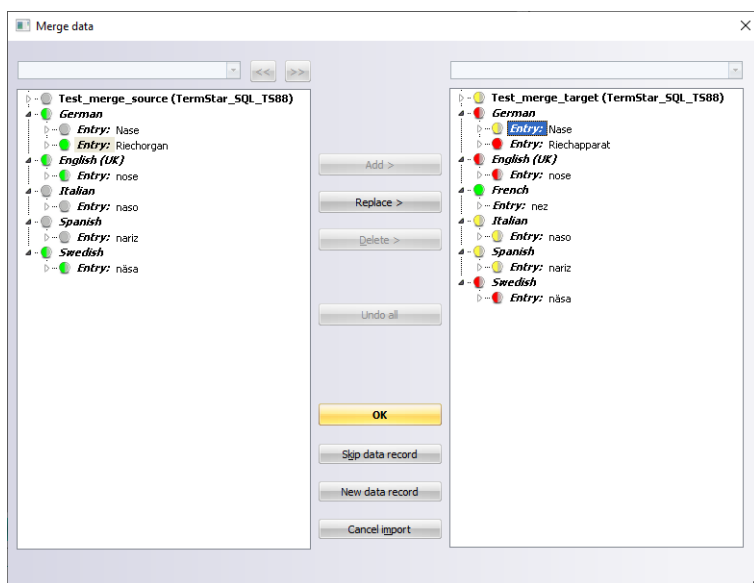 Merge data
<< >>
Test_merge_source (TermStar_SQL_TS88)
German
Entry: Nase
Entry: Riechorgan
English (UK)
Entry: nose
Italian
Entry: naso
Spanish
Entry: nariz
Swedish
Entry: näsa
Add >
Replace >
Delete >
Undo all
OK
Skip data record
New data record
Cancel import
Test_merge_target (TermStar_SQL_TS88)
German
Entry: Nase
Entry: Riechapparat
English (UK)
Entry: nose
French
Entry: nez
Italian
Entry: naso
Spanish
Entry: nariz
Swedish
Entry: näsa